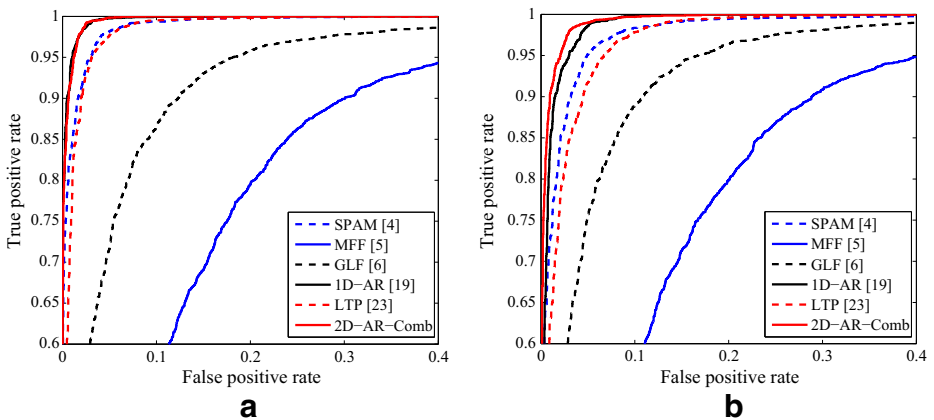 1
0.95
0.9
0.85
0.8
0.75
0.7
0.65
0.6
True positive rate
0
0.1
0.2
0.3
0.4
False positive rate
SPAM [4]
MFF [5]
GLF [6]
1D−AR [19]
LTP [23]
2D−AR−Comb
a
1
0.95
0.9
0.85
0.8
0.75
0.7
0.65
0.6
True positive rate
0
0.1
0.2
0.3
0.4
False positive rate
SPAM [4]
MFF [5]
GLF [6]
1D−AR [19]
LTP [23]
2D−AR−Comb
b